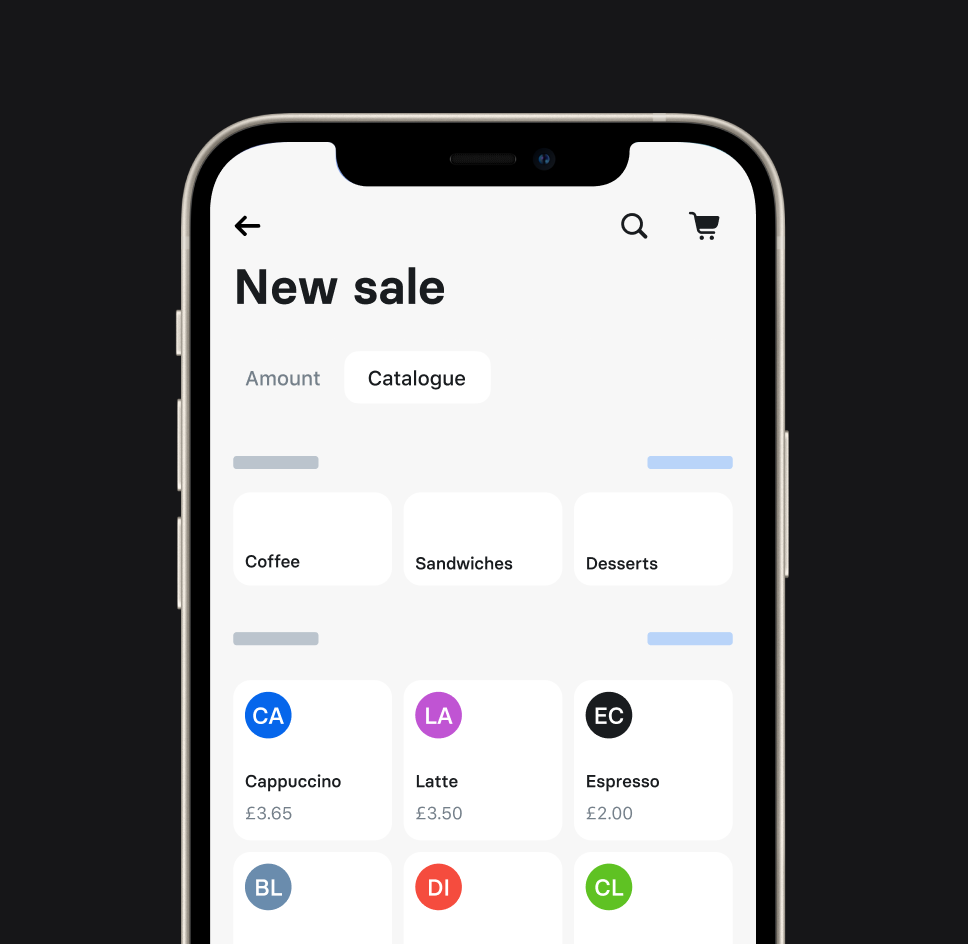 New sale
Amount Catalogue
Coffee Sandwiches Desserts
CA LA EC
Cappuccino Latte Espresso
£3.65 £3.50 £2.00
BL DI CL